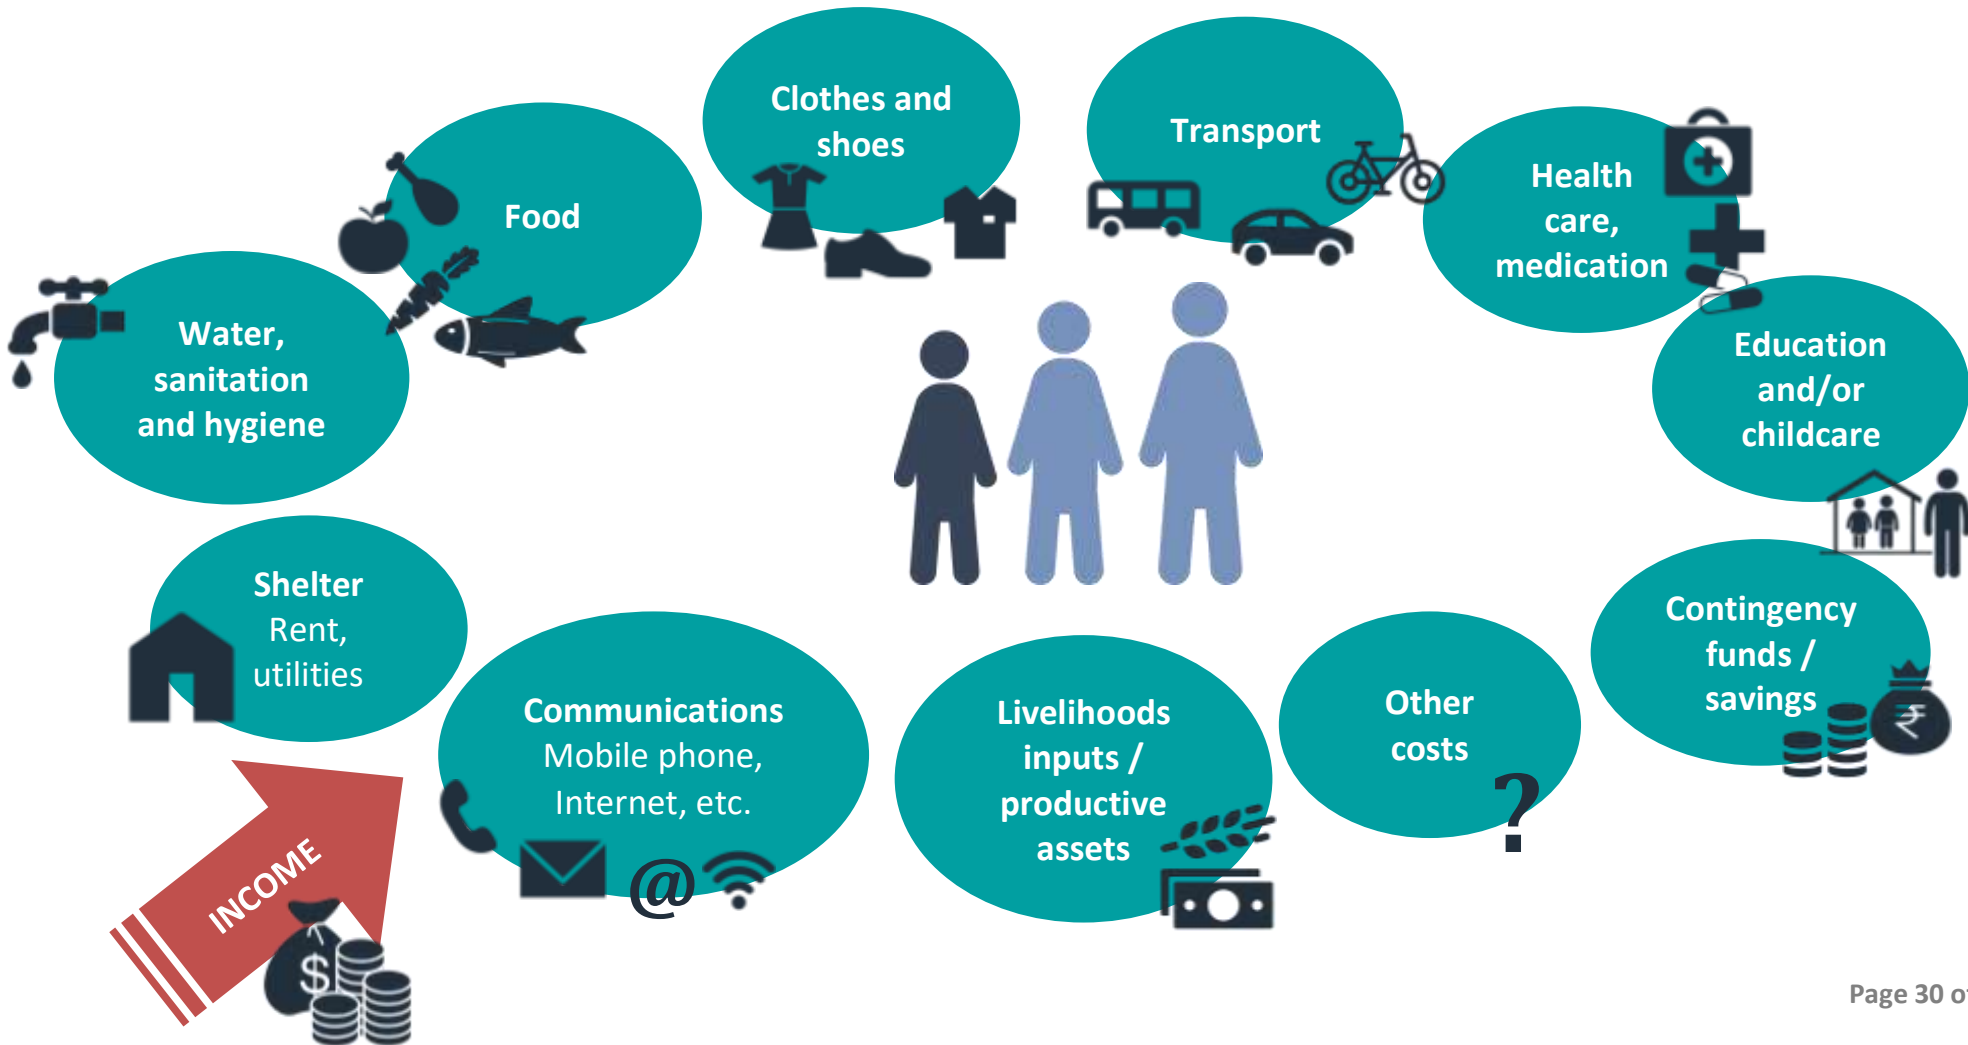 Clothes and
shoes
Transport
Health
care,
medication
Food
Water,
sanitation
and hygiene
Education
and/or
childcare
Shelter
Rent,
utilities
Communications
Mobile phone,
Internet, etc.
@
Livelihoods
inputs /
productive
assets
Other
costs
?
Contingency
funds /
savings
₹
INCOME
$
Page 30 of